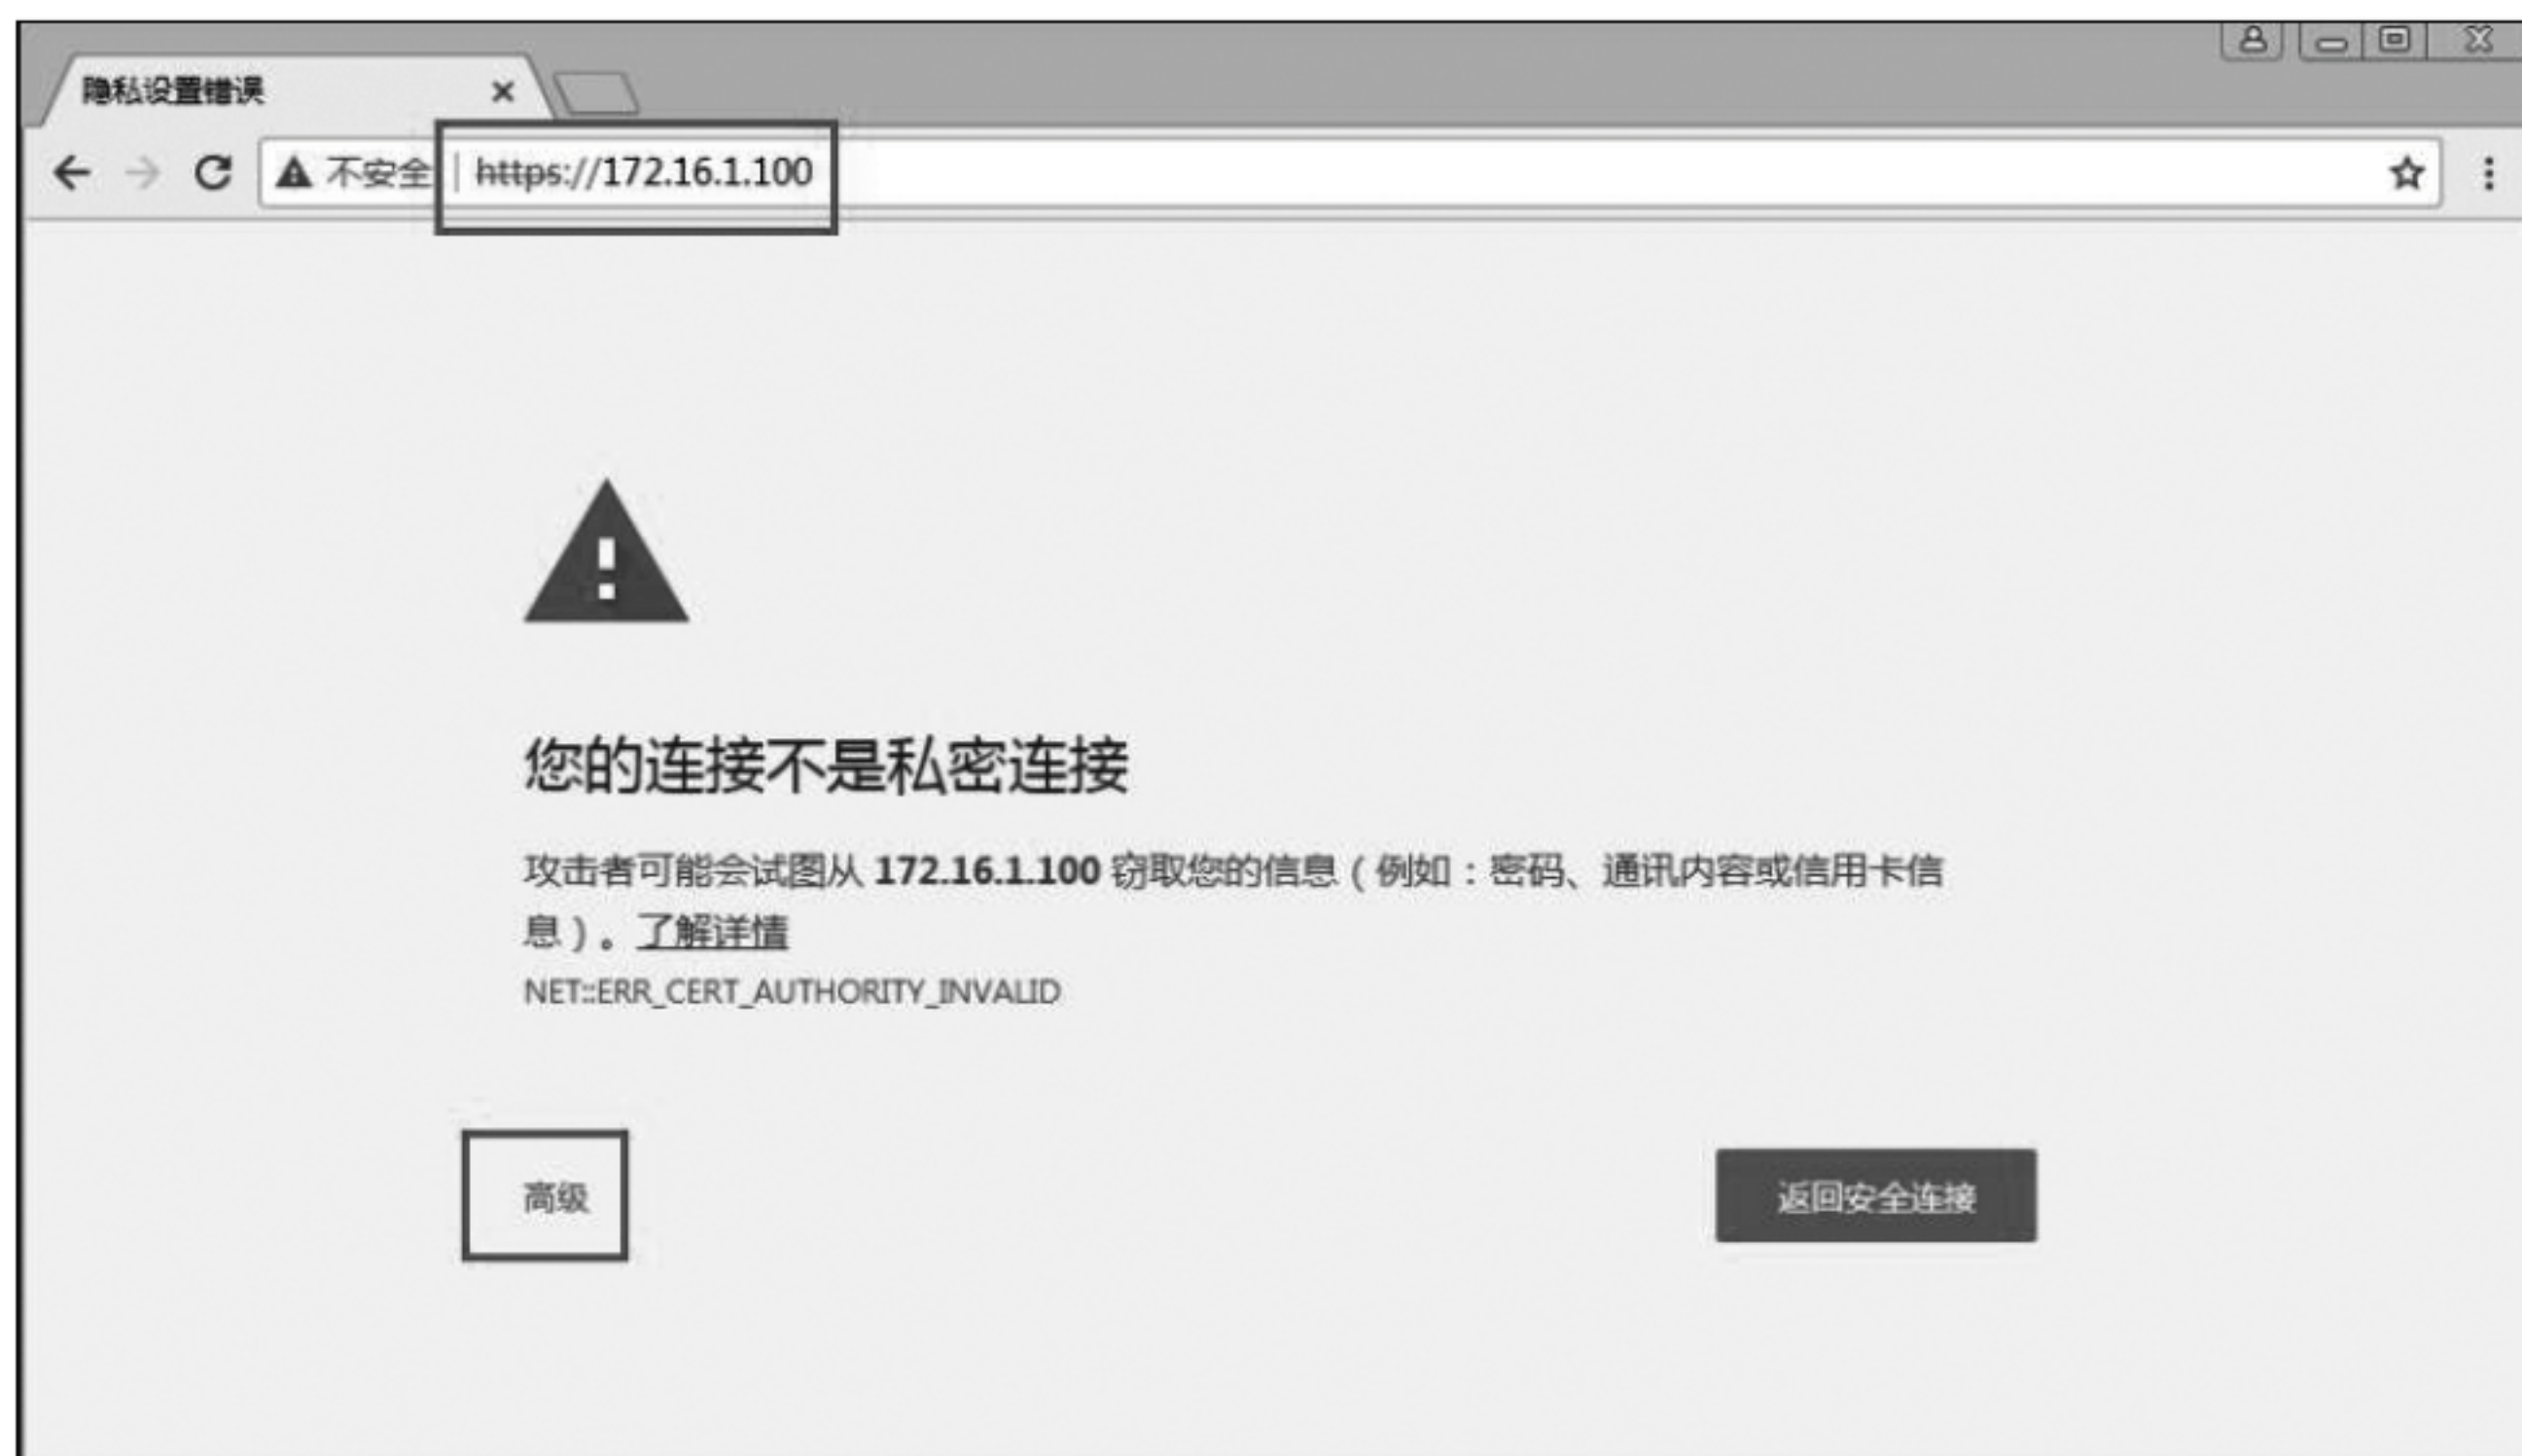 隐私设置错误
不安全 https://172.16.1.100
您的连接不是私密连接
攻击者可能会试图从 172.16.1.100 窃取您的信息（例如：密码、通讯内容或信用卡信
息）。了解详情
NET::ERR_CERT_AUTHORITY_INVALID
高级 返回安全连接